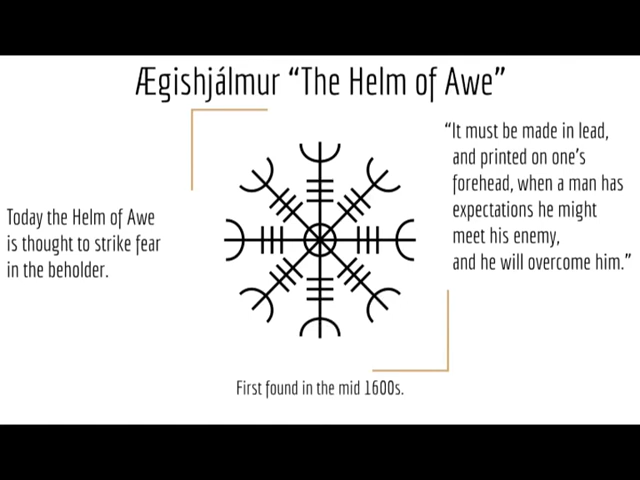 Ægishjálmur “The Helm of Awe”
Today the Helm of Awe
is thought to strike fear
in the beholder.
“It must be made in lead,
and printed on one’s
forehead, when a man has
expectations he might
meet his enemy,
and he will overcome him.”
First found in the mid 1600s.